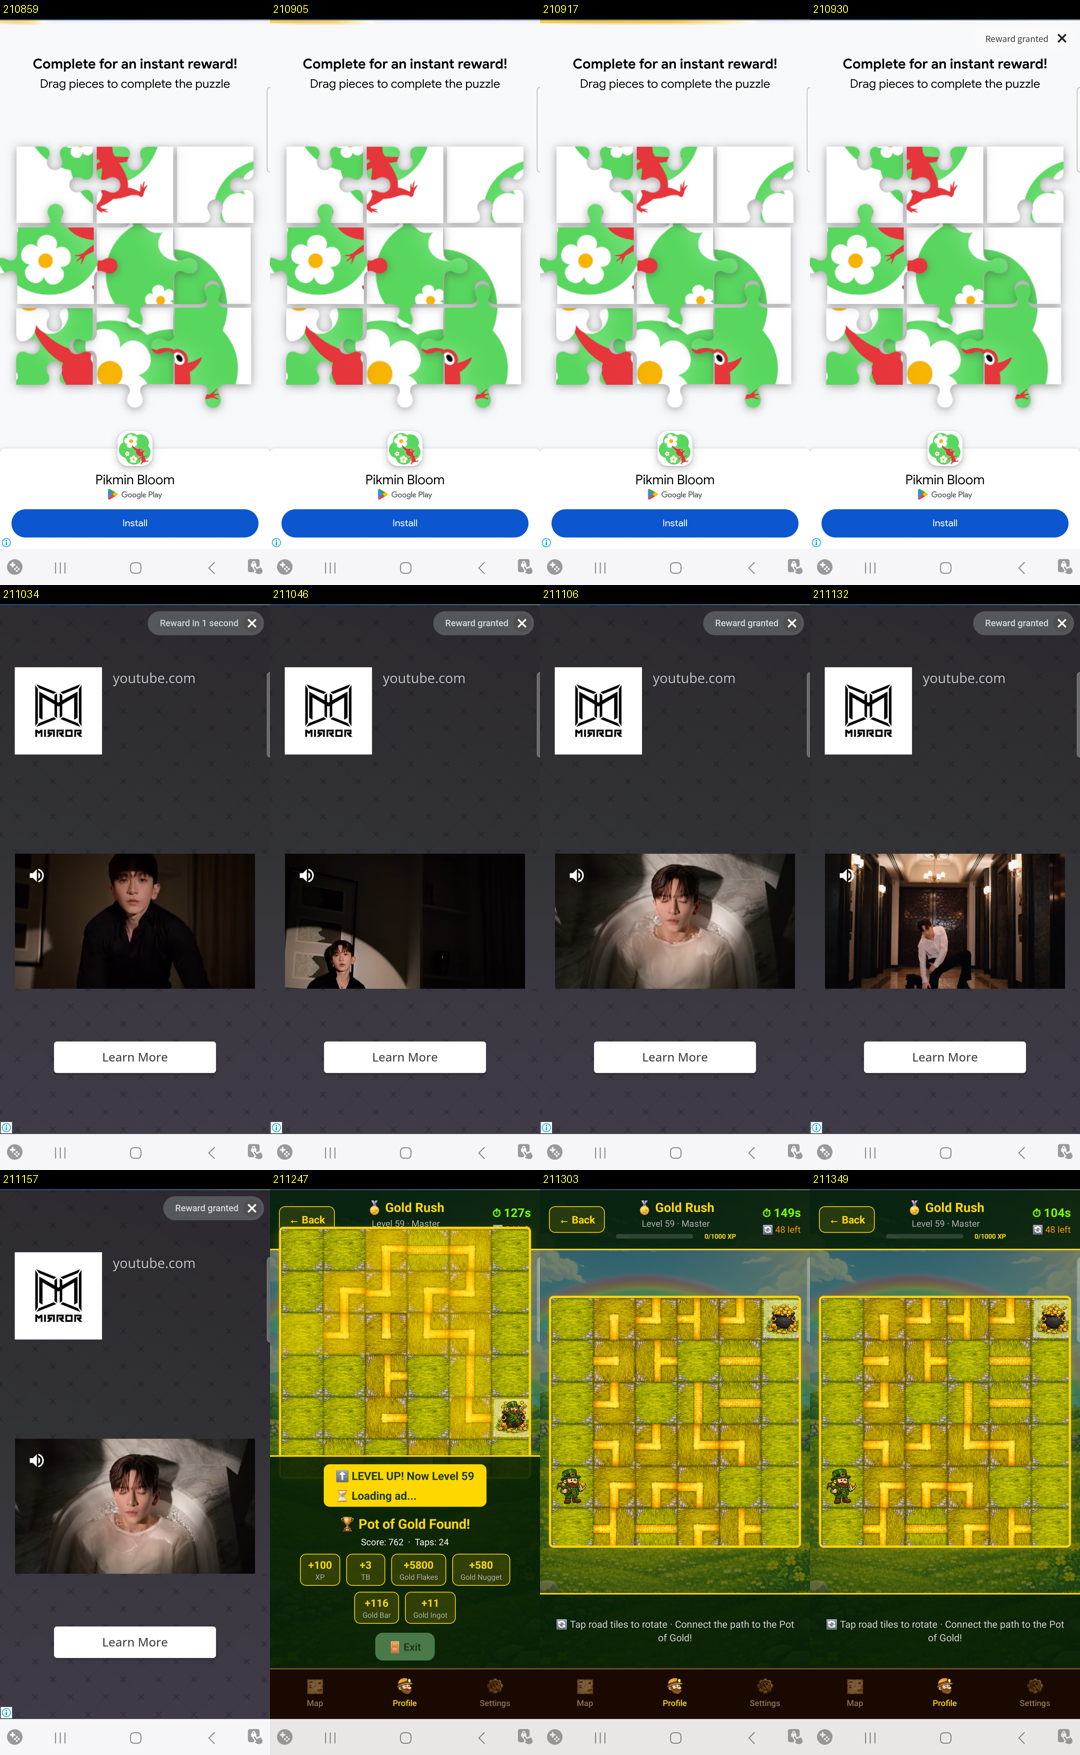 210859
Complete for an instant reward!
Drag pieces to complete the puzzle
Pikmin Bloom
Google Play
Install
210905
Complete for an instant reward!
Drag pieces to complete the puzzle
Pikmin Bloom
Google Play
Install
210917
Complete for an instant reward!
Drag pieces to complete the puzzle
Pikmin Bloom
Google Play
Install
210930
Reward granted
Complete for an instant reward!
Drag pieces to complete the puzzle
Pikmin Bloom
Google Play
Install
211034
Reward in 1 second
youtube.com
MIRROR
Learn More
211046
Reward granted
youtube.com
MIRROR
Learn More
211106
Reward granted
youtube.com
MIRROR
Learn More
211132
Reward granted
youtube.com
MIRROR
Learn More
211157
Reward granted
youtube.com
MIRROR
Learn More
211247
← Back
Gold Rush
Level 59 · Master
127s
LEVEL UP! Now Level 59
Loading ad...
Pot of Gold Found!
Score: 762 · Taps: 24
+100
XP
+3
TB
+5800
Gold Flakes
+580
Gold Nugget
+116
Gold Bar
+11
Gold Ingot
Exit
Map
Profile
Settings
211303
← Back
Gold Rush
Level 59 · Master
0/1000 XP
149s
48 left
Tap road tiles to rotate · Connect the path to the Pot
of Gold!
Map
Profile
Settings
211349
← Back
Gold Rush
Level 59 · Master
0/1000 XP
104s
48 left
Tap road tiles to rotate · Connect the path to the Pot
of Gold!
Map
Profile
Settings